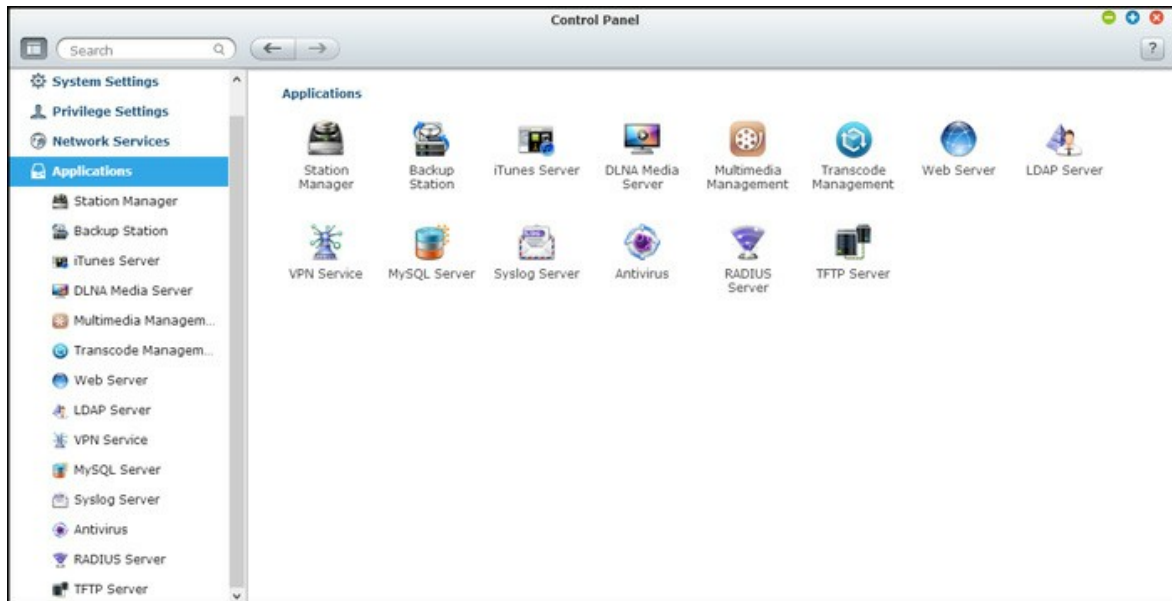 Control Panel
Search
?
System Settings
Privilege Settings
Network Services
Applications
Station Manager
Backup Station
iTunes Server
DLNA Media Server
Multimedia Managem...
Transcode Managem...
Web Server
LDAP Server
VPN Service
MySQL Server
Syslog Server
Antivirus
RADIUS Server
TFTP Server
Applications
Station
Manager
Backup
Station
iTunes Server
DLNA Media
Server
Multimedia
Management
Transcode
Management
Web Server
LDAP Server
VPN Service
MySQL Server
Syslog Server
Antivirus
RADIUS
Server
TFTP Server